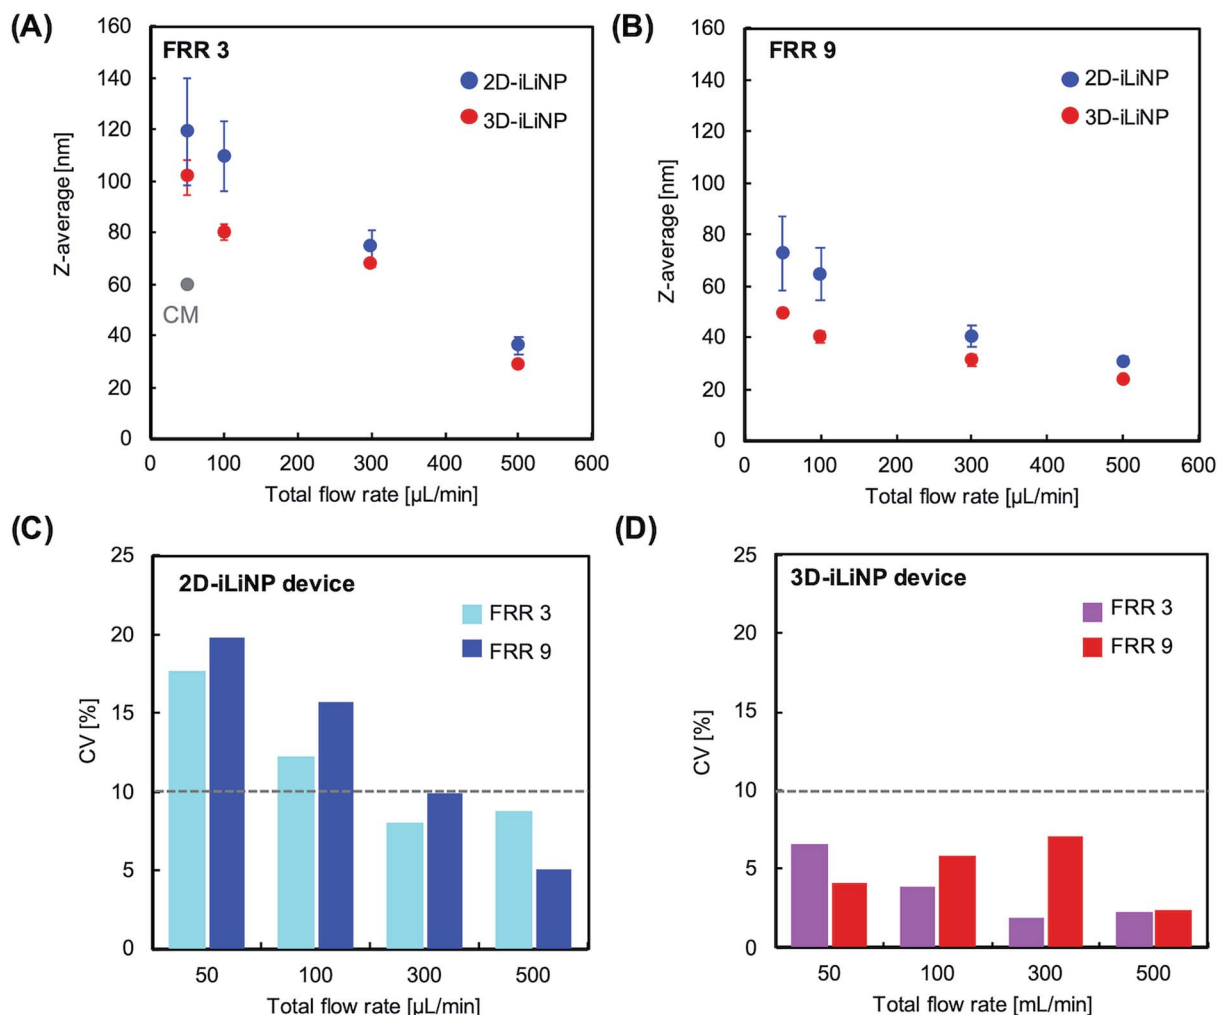 (A)
FRR 3
2D-iLiNP
3D-iLiNP
CM
Z-average [nm]
160
140
120
100
80
60
40
20
0
0 100 200 300 400 500 600
Total flow rate [µL/min]
(B)
FRR 9
2D-iLiNP
3D-iLiNP
Z-average [nm]
160
140
120
100
80
60
40
20
0
0 100 200 300 400 500 600
Total flow rate [µL/min]
(C)
2D-iLiNP device
FRR 3
FRR 9
CV [%]
25
20
15
10
5
0
50 100 300 500
Total flow rate [µL/min]
(D)
3D-iLiNP device
FRR 3
FRR 9
CV [%]
25
20
15
10
5
0
50 100 300 500
Total flow rate [mL/min]